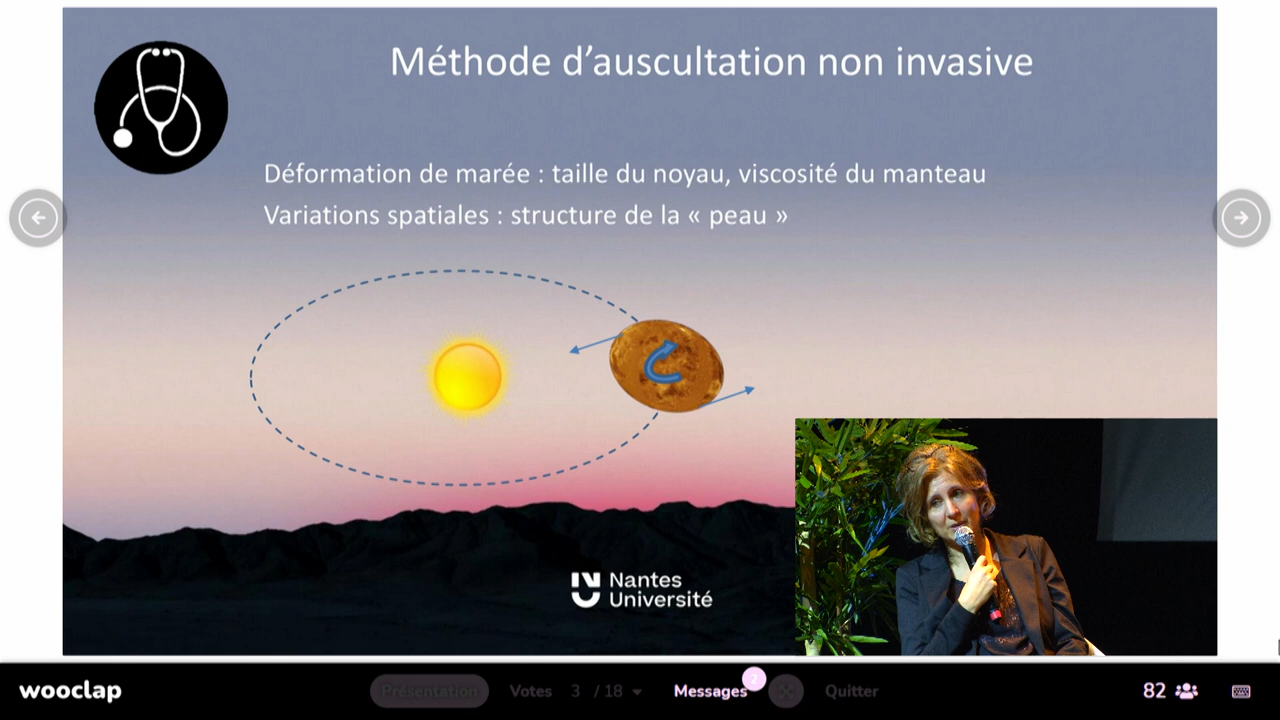 Méthode d’auscultation non invasive
Déformation de marée : taille du noyau, viscosité du manteau
Variations spatiales : structure de la « peau »
Nantes
Université
wooclap
Présentation
Votes
3 / 18
Messages
2
Quitter
82